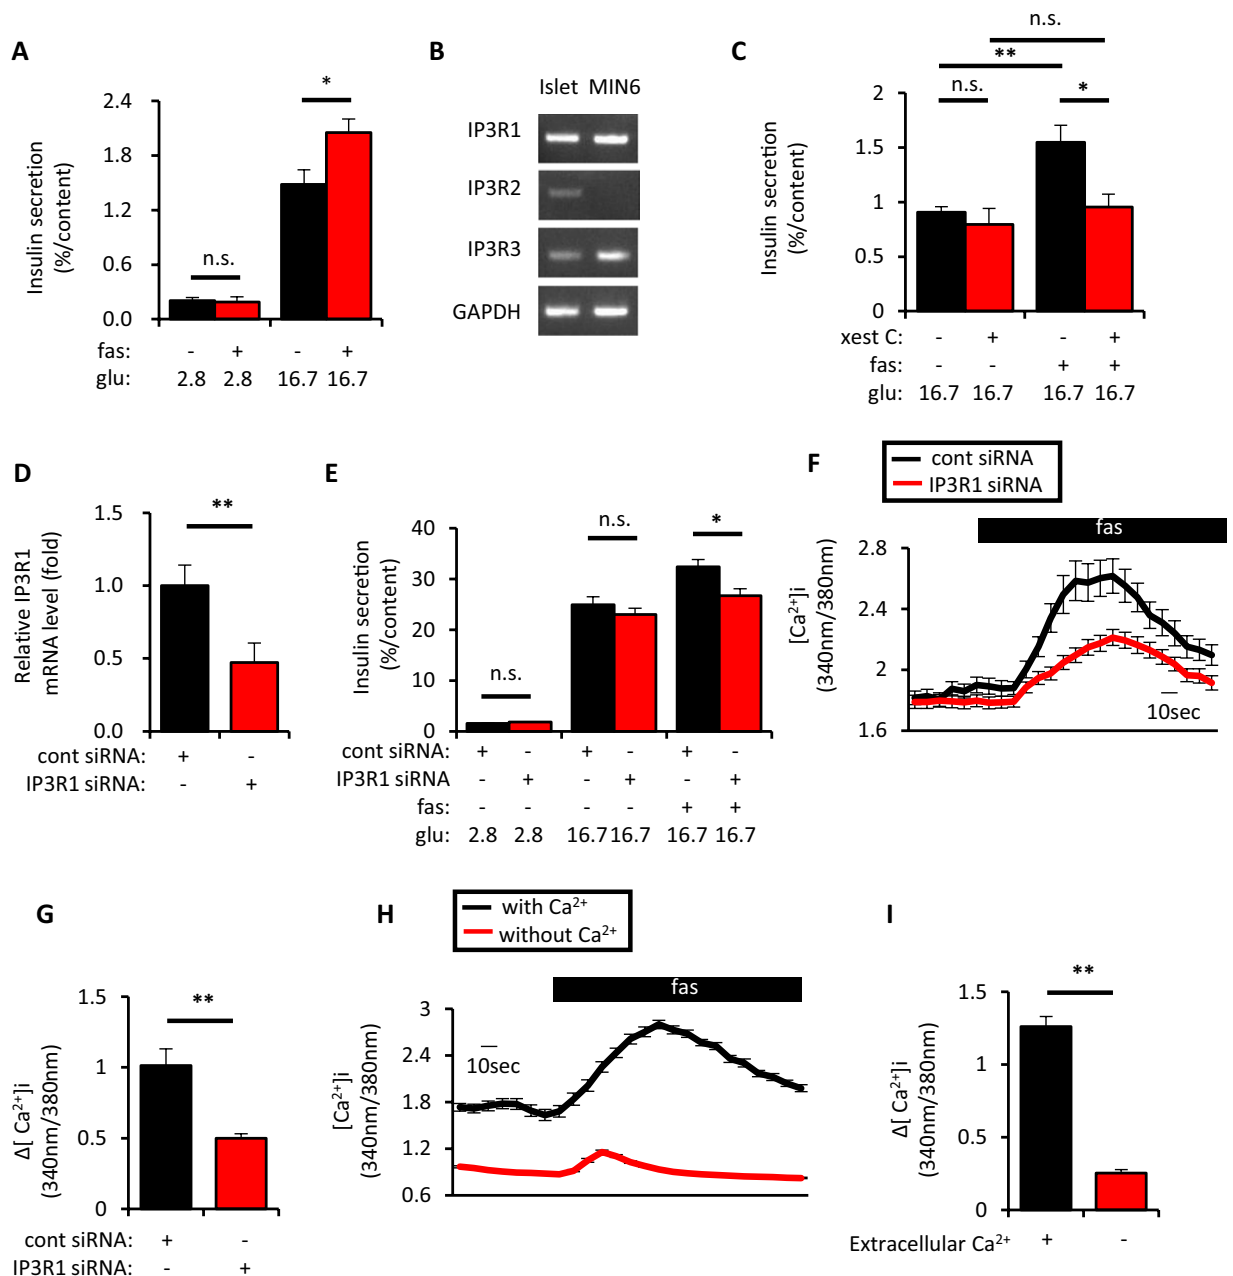 A
Insulin secretion
(%/content)
2.4
1.8
1.2
0.6
0.0
n.s.
*
fas: - + - +
glu: 2.8 2.8 16.7 16.7
B
Islet MIN6
IP3R1
IP3R2
IP3R3
GAPDH
C
Insulin secretion
(%/content)
2
1.5
1
0.5
0
n.s.
**
n.s.
*
xest C: - + - +
fas: - - + +
glu: 16.7 16.7 16.7 16.7
D
Relative IP3R1
mRNA level (fold)
1.5
1.0
0.5
0.0
**
cont siRNA: + -
IP3R1 siRNA: - +
E
Insulin secretion
(%/content)
40
30
20
10
0
n.s.
n.s.
*
cont siRNA: + - + - + -
IP3R1 siRNA - + - + - +
fas: - - - - + +
glu: 2.8 2.8 16.7 16.7 16.7 16.7
F
cont siRNA
IP3R1 siRNA
fas
[Ca²⁺]i
(340nm/380nm)
2.8
2.4
2
1.6
10sec
G
Δ[ Ca²⁺]i
(340nm/380nm)
1.5
1
0.5
0
**
cont siRNA: + -
IP3R1 siRNA: - +
H
with Ca²⁺
without Ca²⁺
fas
[Ca²⁺]i
(340nm/380nm)
3
2.4
1.8
1.2
0.6
10sec
I
Δ[ Ca²⁺]i
(340nm/380nm)
1.5
1
0.5
0
**
Extracellular Ca²⁺ + -